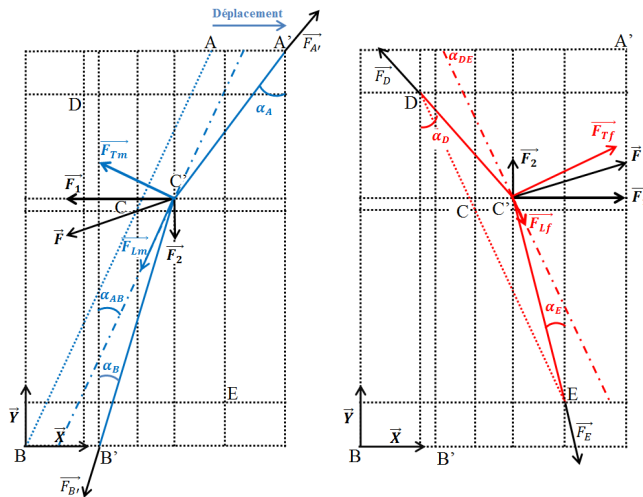 Déplacement
A A' F_A'
D
α_A
F_Tm
C'
F_1
C
F
F_Lm F_2
α_AB
α_B
E
Y
X
B B'
F_B'
A'
F_D α_DE
D
α_D
F_Tf
F_2 F
C C' F
F_Lf
α_E
E
Y
X F_E
B B'